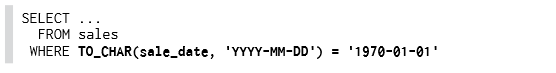 SELECT ...
  FROM sales
 WHERE TO_CHAR(sale_date, 'YYYY-MM-DD') = '1970-01-01'